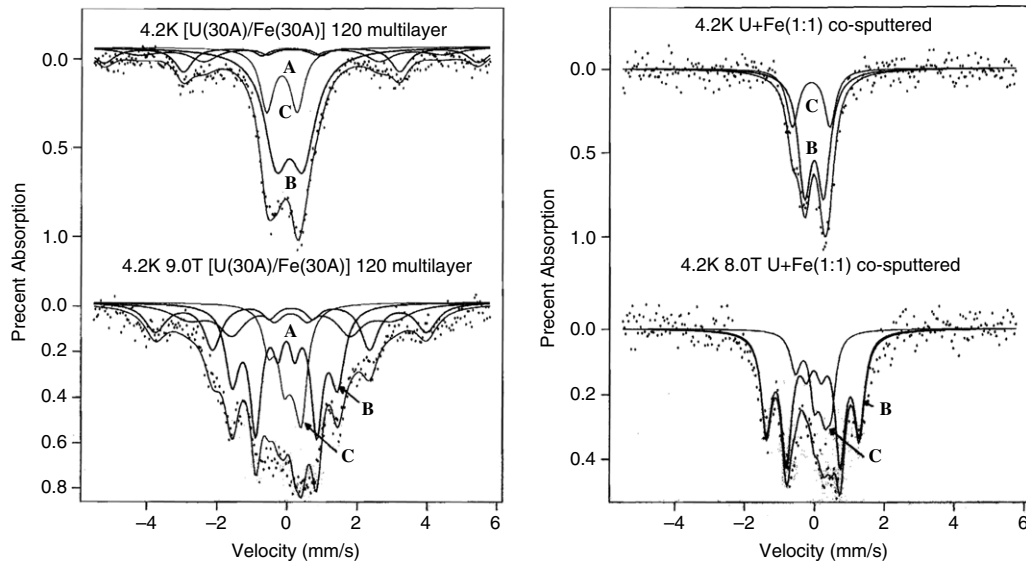 4.2K [U(30A)/Fe(30A)] 120 multilayer
0.0
0.5
1.0
A
C
B
4.2K 9.0T [U(30A)/Fe(30A)] 120 multilayer
0.0
0.2
0.4
0.6
0.8
A
B
C
Precent Absorption
−4 −2 0 2 4 6
Velocity (mm/s)
4.2K U+Fe(1:1) co-sputtered
0.0
0.5
1.0
C
B
4.2K 8.0T U+Fe(1:1) co-sputtered
0.0
0.2
0.4
B
C
Precent Absorption
−4 −2 0 2 4 6
Velocity (mm/s)